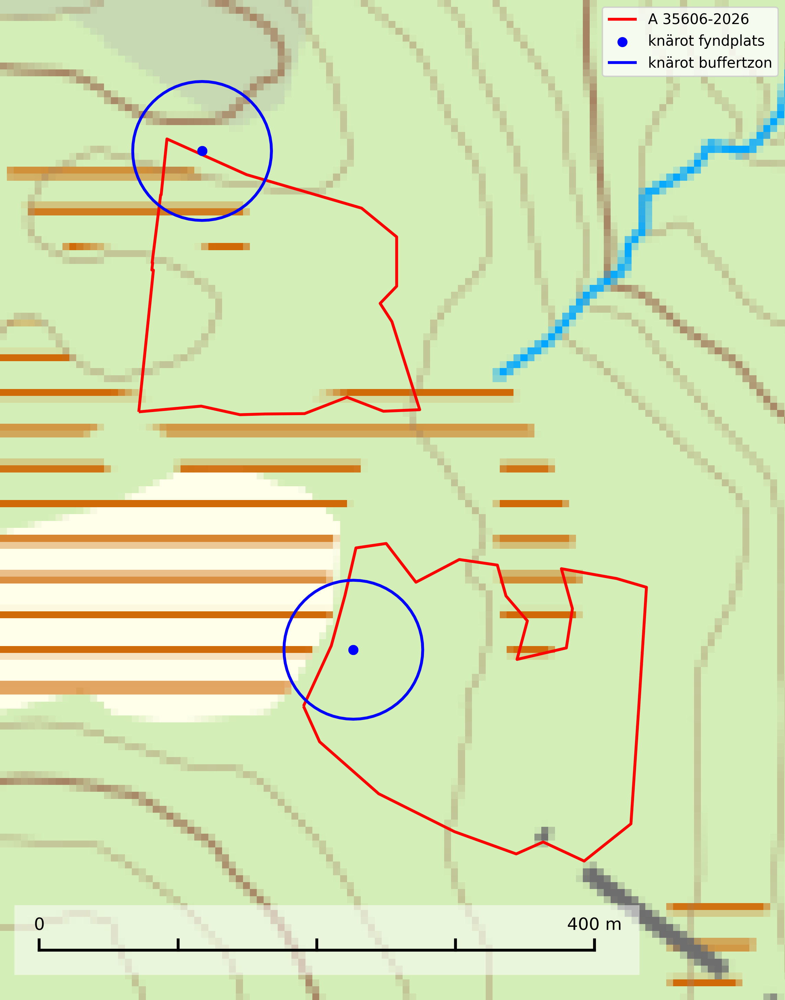 A 35606-2026
knärot fyndplats
knärot buffertzon
0 400 m